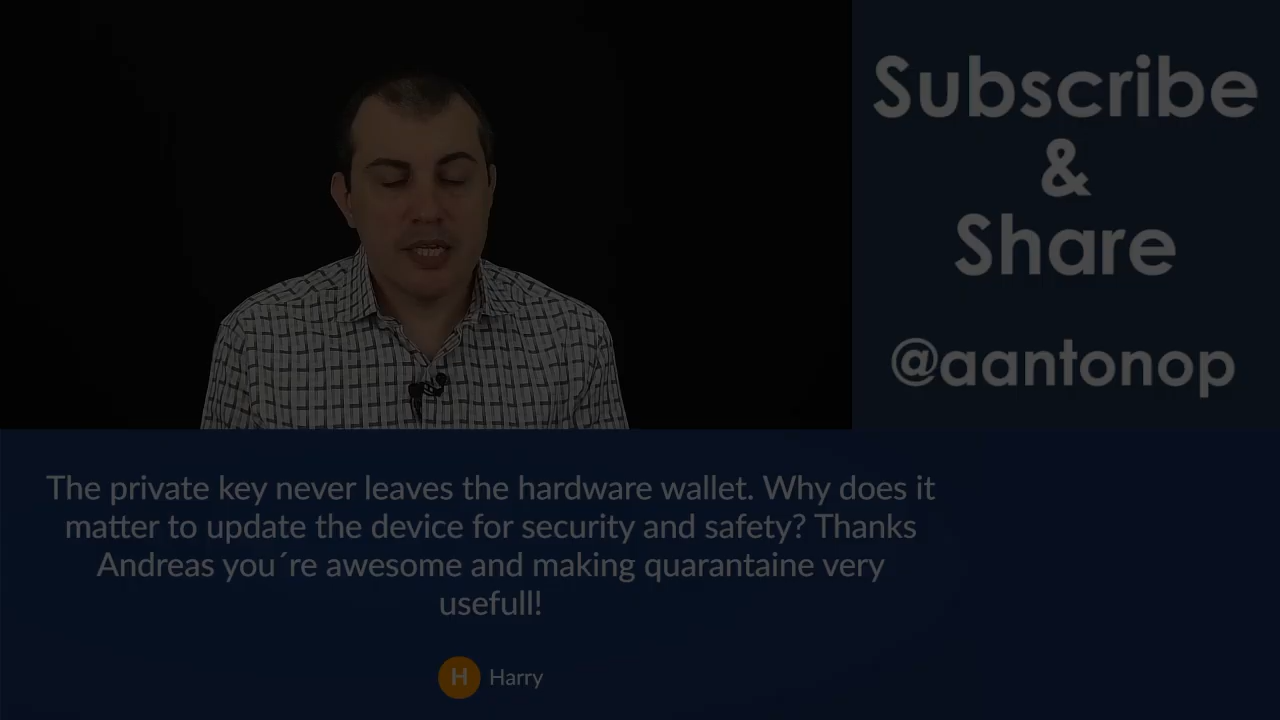 Subscribe
&
Share
@aantonop
The private key never leaves the hardware wallet. Why does it
matter to update the device for security and safety? Thanks
Andreas you´re awesome and making quarantaine very
usefull!
H Harry